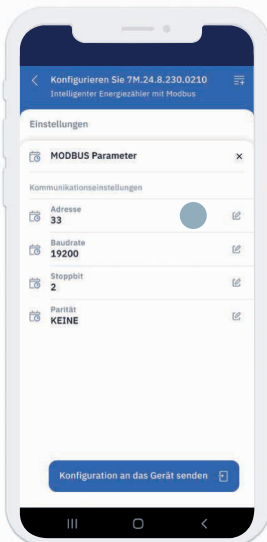 Konfigurieren Sie 7M.24.8.230.0210
Intelligenter Energiezähler mit Modbus
Einstellungen
MODBUS Parameter
Kommunikationseinstellungen
Adresse
33
Baudrate
19200
Stoppbit
2
Parität
KEINE
Konfiguration an das Gerät senden